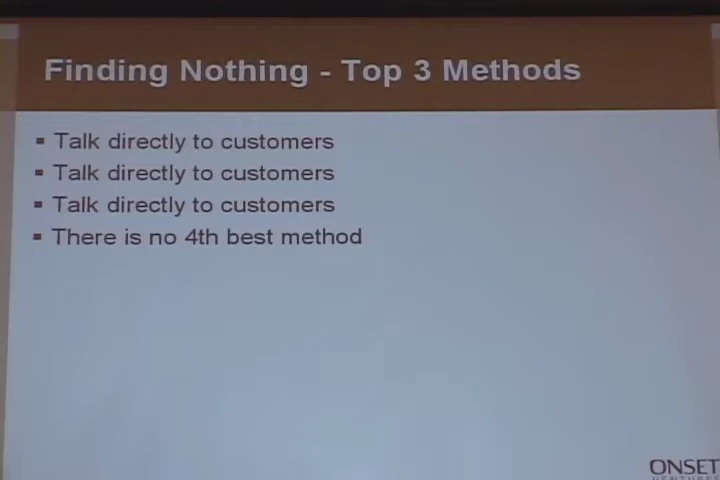 Finding Nothing - Top 3 Methods
Talk directly to customers
Talk directly to customers
Talk directly to customers
There is no 4th best method
ONSET
VENTURES